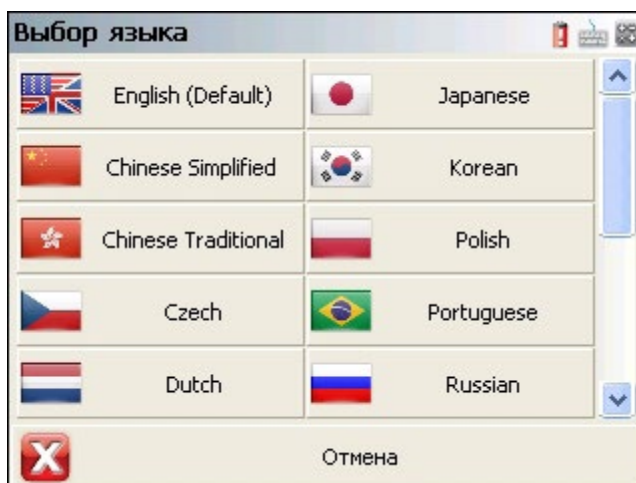 Выбор языка
English (Default)
Japanese
Chinese Simplified
Korean
Chinese Traditional
Polish
Czech
Portuguese
Dutch
Russian
Отмена